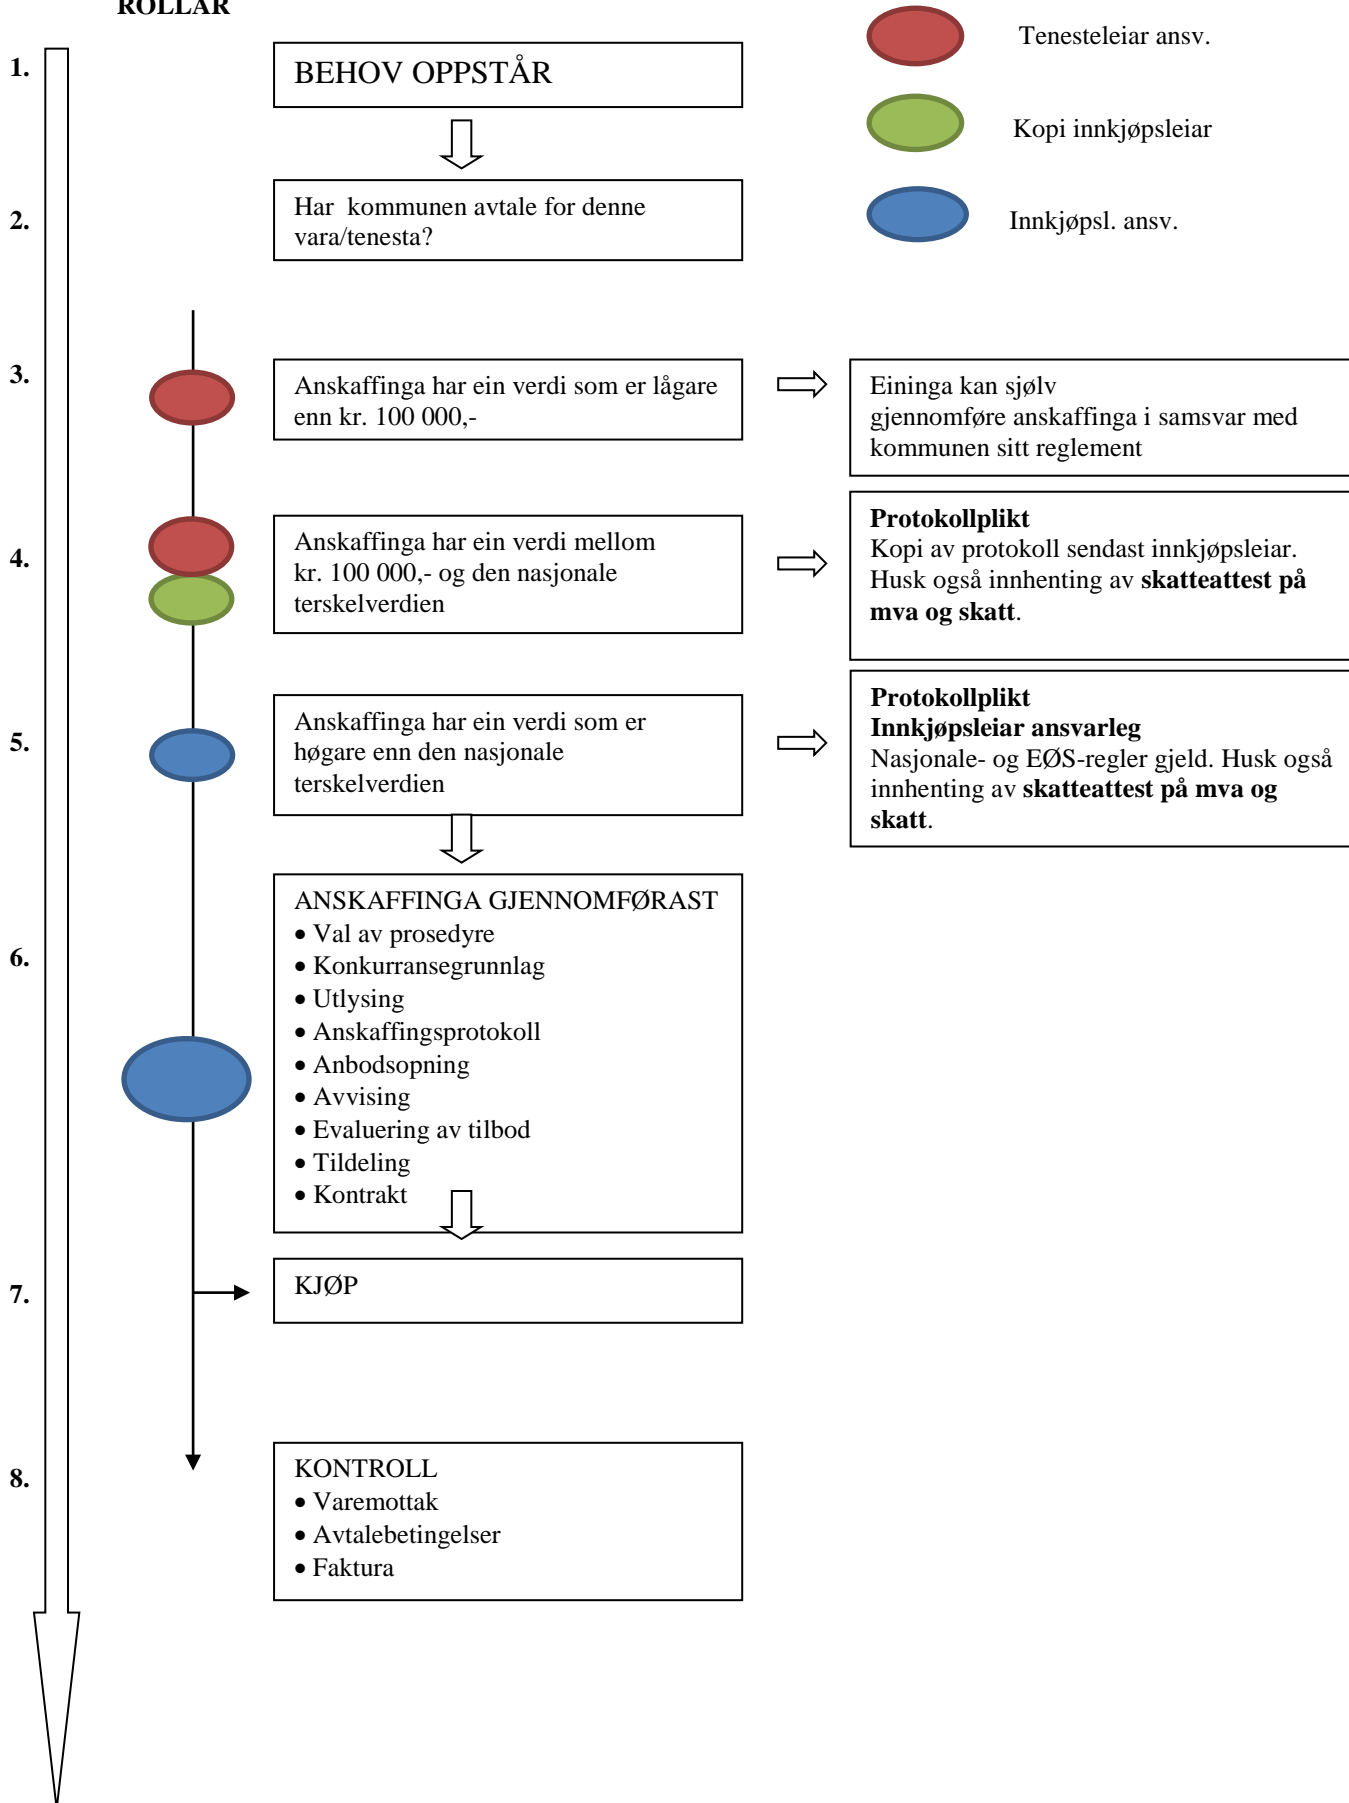 ROLLAR
Tenesteleiar ansv.
1.
BEHOV OPPSTÅR
Kopi innkjøpsleiar
2.
Har kommunen avtale for denne
vara/tenesta?
Innkjøpsl. ansv.
3.
Anskaffinga har ein verdi som er lågare
enn kr. 100 000,-
Eininga kan sjølv
gjennomføre anskaffinga i samsvar med
kommunen sitt reglement
4.
Anskaffinga har ein verdi mellom
kr. 100 000,- og den nasjonale
terskelverdien
Protokollplikt
Kopi av protokoll sendast innkjøpsleiar.
Husk også innhenting av skatteattest på
mva og skatt.
5.
Anskaffinga har ein verdi som er
høgare enn den nasjonale
terskelverdien
Protokollplikt
Innkjøpsleiar ansvarleg
Nasjonale- og EØS-regler gjeld. Husk også
innhenting av skatteattest på mva og
skatt.
6.
ANSKAFFINGA GJENNOMFØRAST
• Val av prosedyre
• Konkurransegrunnlag
• Utlysing
• Anskaffingsprotokoll
• Anbodsopning
• Avvising
• Evaluering av tilbod
• Tildeling
• Kontrakt
7.
KJØP
8.
KONTROLL
• Varemottak
• Avtalebetingelser
• Faktura